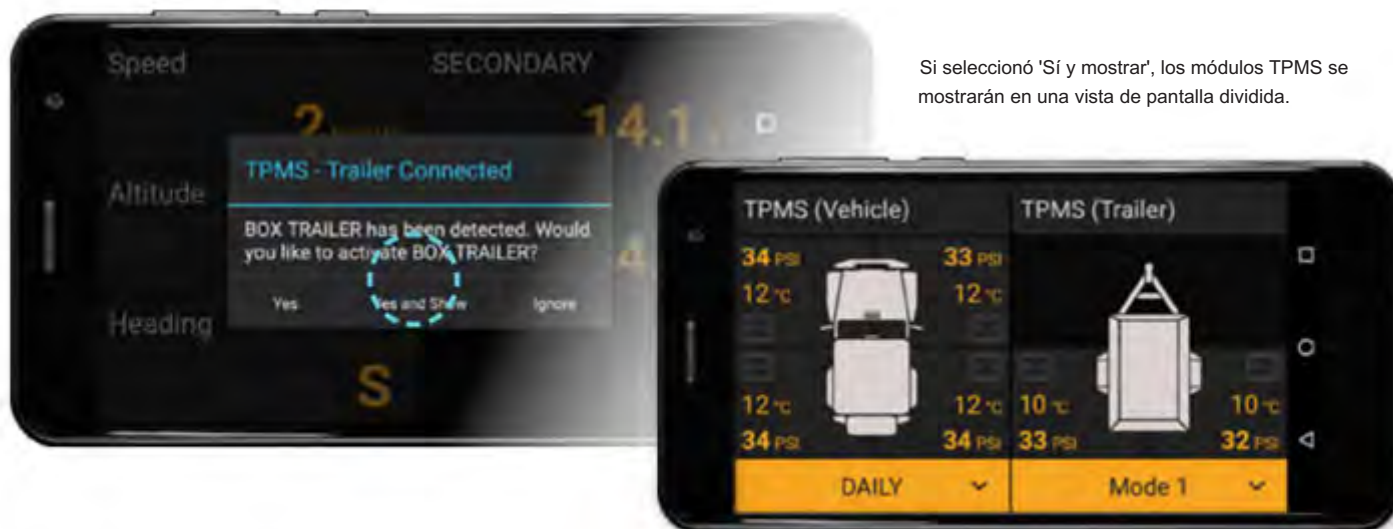 Si seleccionó 'Sí y mostrar', los módulos TPMS se
mostrarán en una vista de pantalla dividida.
Speed
SECONDARY
2
14.1
Altitude
TPMS - Trailer Connected
BOX TRAILER has been detected. Would
you like to activate BOX TRAILER?
Yes
Yes and Show
Ignore
Heading
S
TPMS (Vehicle)
TPMS (Trailer)
34 PSI
33 PSI
12 °C
12 °C
12 °C
12 °C
10 °C
10 °C
34 PSI
34 PSI
33 PSI
32 PSI
DAILY
Mode 1